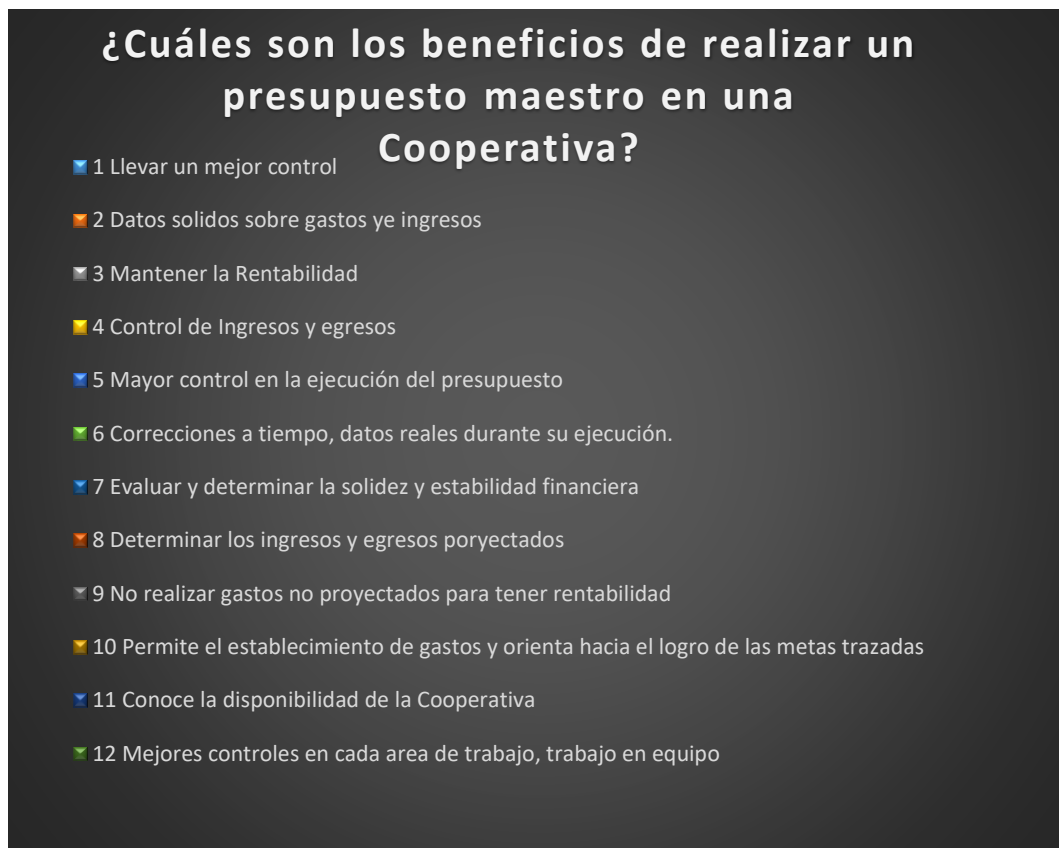 ¿Cuáles son los beneficios de realizar un
presupuesto maestro en una
Cooperativa?
1 Llevar un mejor control
2 Datos solidos sobre gastos ye ingresos
3 Mantener la Rentabilidad
4 Control de Ingresos y egresos
5 Mayor control en la ejecución del presupuesto
6 Correcciones a tiempo, datos reales durante su ejecución.
7 Evaluar y determinar la solidez y estabilidad financiera
8 Determinar los ingresos y egresos poryectados
9 No realizar gastos no proyectados para tener rentabilidad
10 Permite el establecimiento de gastos y orienta hacia el logro de las metas trazadas
11 Conoce la disponibilidad de la Cooperativa
12 Mejores controles en cada area de trabajo, trabajo en equipo